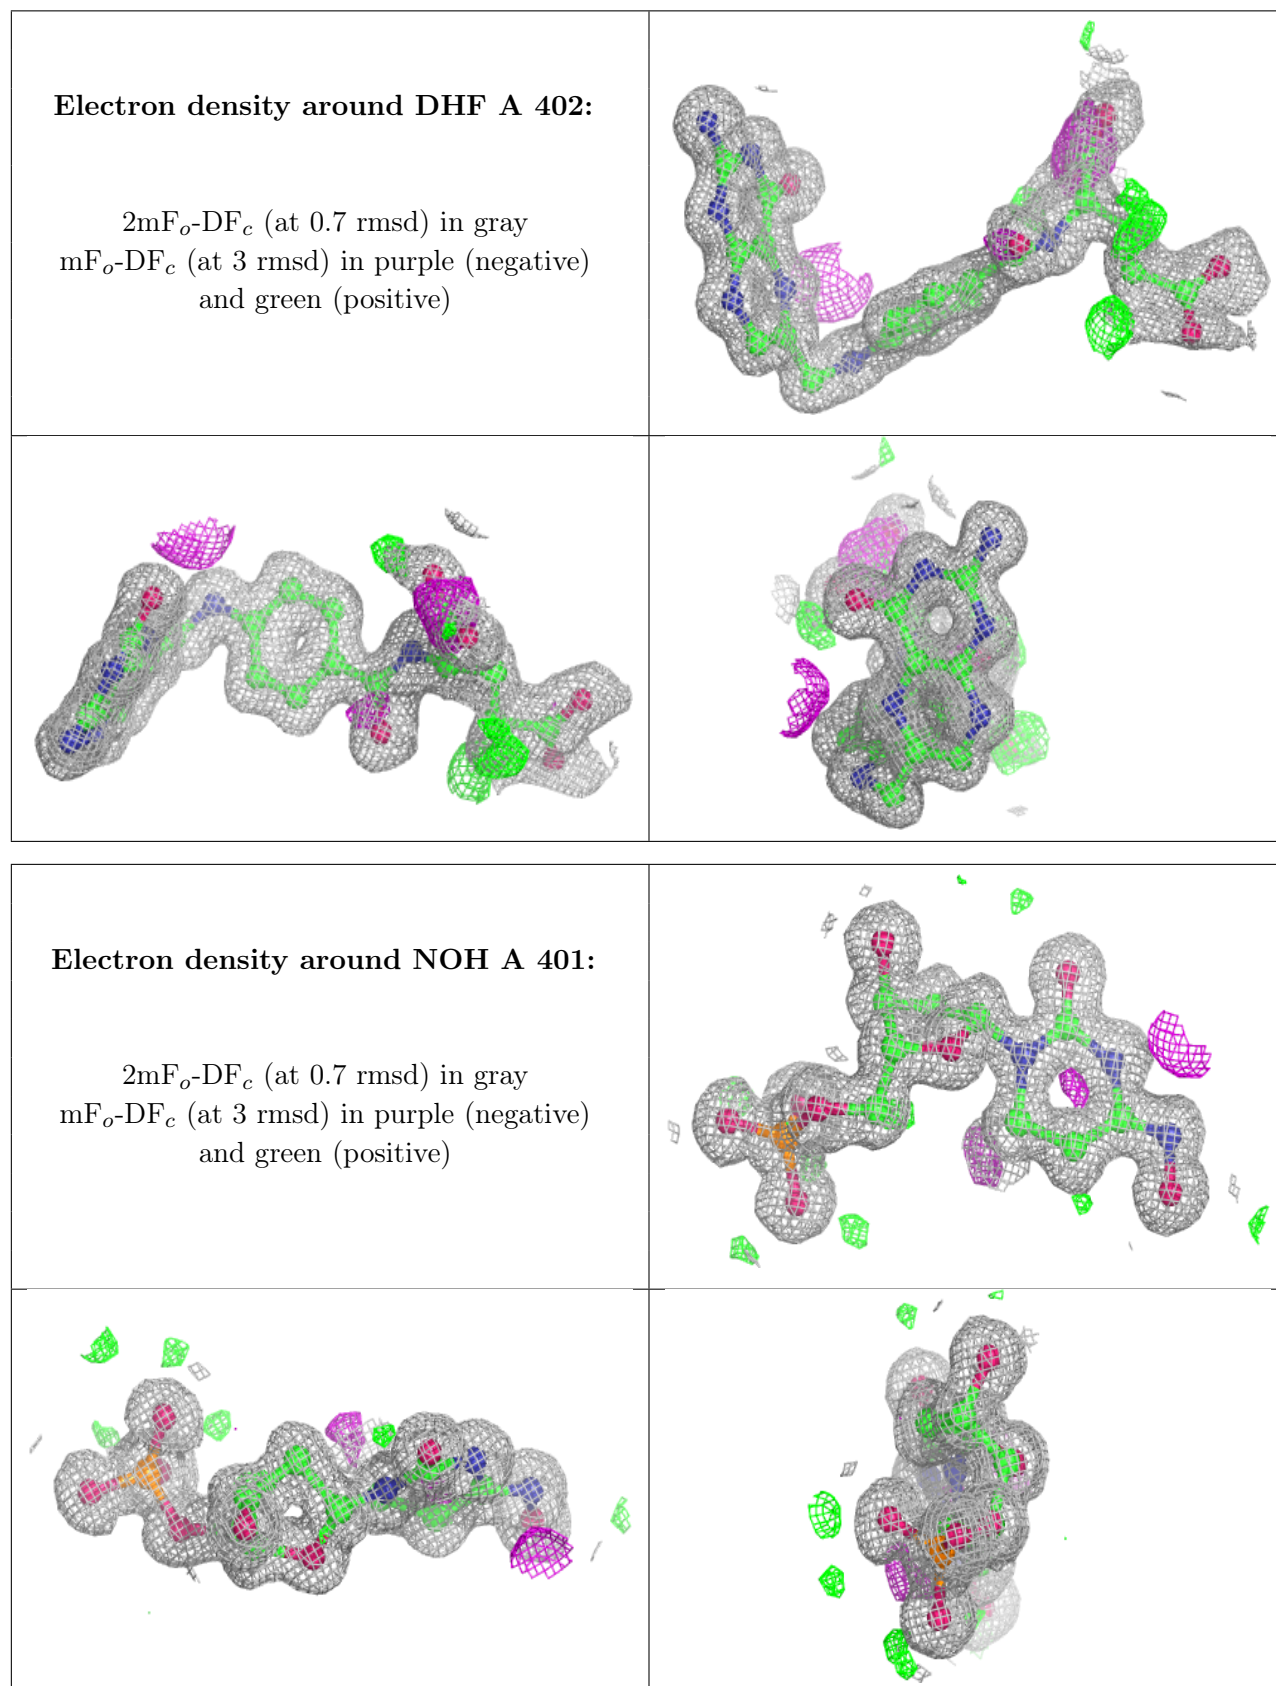 Electron density around DHF A 402:
2mFo-DFc (at 0.7 rmsd) in gray
mFo-DFc (at 3 rmsd) in purple (negative)
and green (positive)
Electron density around NOH A 401:
2mFo-DFc (at 0.7 rmsd) in gray
mFo-DFc (at 3 rmsd) in purple (negative)
and green (positive)